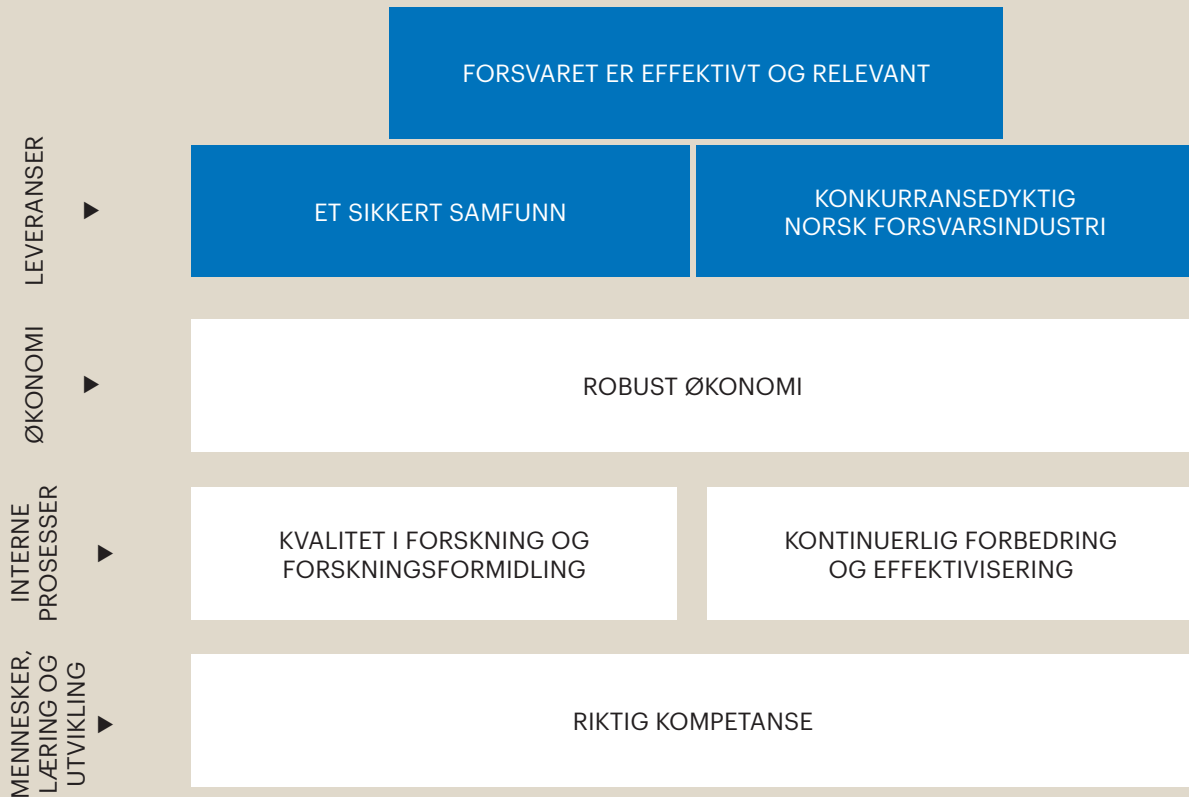 FORSVARET ER EFFEKTIVT OG RELEVANT
LEVERANSER
ET SIKKERT SAMFUNN
KONKURRANSEDYKTIG
NORSK FORSVARSINDUSTRI
ØKONOMI
ROBUST ØKONOMI
INTERNE
PROSESSER
KVALITET I FORSKNING OG
FORSKNINGSFORMIDLING
KONTINUERLIG FORBEDRING
OG EFFEKTIVISERING
MENNESKER,
LÆRING OG
UTVIKLING
RIKTIG KOMPETANSE